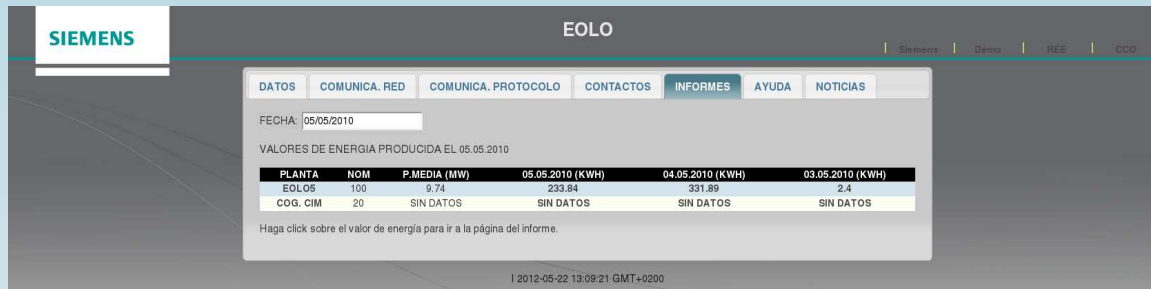 EOLO
SIEMENS
| Siemens | Demo | REE | CCO
DATOS COMUNICA. RED COMUNICA. PROTOCOLO CONTACTOS INFORMES AYUDA NOTICIAS
FECHA: 05/05/2010
VALORES DE ENERGIA PRODUCIDA EL 05.05.2010
PLANTA NOM P.MEDIA (MW) 05.05.2010 (KWH) 04.05.2010 (KWH) 03.05.2010 (KWH)
EOLO5 100 9.74 233.84 331.89 2.4
COG. CIM 20 SIN DATOS SIN DATOS SIN DATOS SIN DATOS
Haga click sobre el valor de energía para ir a la página del informe.
| 2012-05-22 13:09:21 GMT+0200